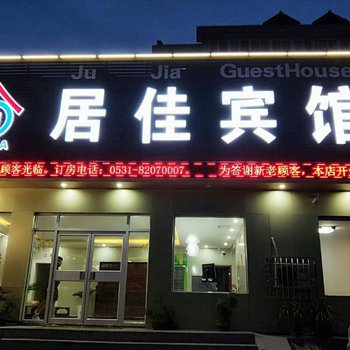 Ju Jia GuestHouse
居佳宾馆
顾客光临。订房电话：0531-82070007。 为答谢新老顾客，本店开